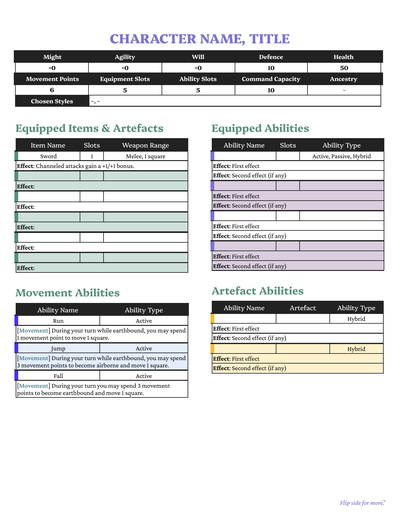 CHARACTER NAME, TITLE
Might Agility Will Defence Health
-0 -0 -0 10 50
Movement Points Equipment Slots Ability Slots Command Capacity Ancestry
6 5 5 10 -
Chosen Styles -, -
Equipped Items & Artefacts
Item Name Slots Weapon Range
Sword 1 Melee, 1 square
Effect: Channeled attacks gain a +1/+1 bonus.
Effect:
Effect:
Effect:
Effect:
Effect:
Movement Abilities
Ability Name Ability Type
Run Active
[Movement] During your turn while earthbound, you may spend
1 movement point to move 1 square.
Jump Active
[Movement] During your turn while earthbound, you may spend
3 movement points to become airborne and move 1 square.
Fall Active
[Movement] During your turn you may spend 3 movement
points to become earthbound and move 1 square.
Equipped Abilities
Ability Name Slots Ability Type
Active, Passive, Hybrid
Effect: First effect
Effect: Second effect (if any)
Effect: First effect
Effect: Second effect (if any)
Effect: First effect
Effect: Second effect (if any)
Effect: First effect
Effect: Second effect (if any)
Artefact Abilities
Ability Name Artefact Ability Type
Hybrid
Effect: First effect
Effect: Second effect (if any)
Hybrid
Effect: First effect
Effect: Second effect (if any)
Flip side for more.